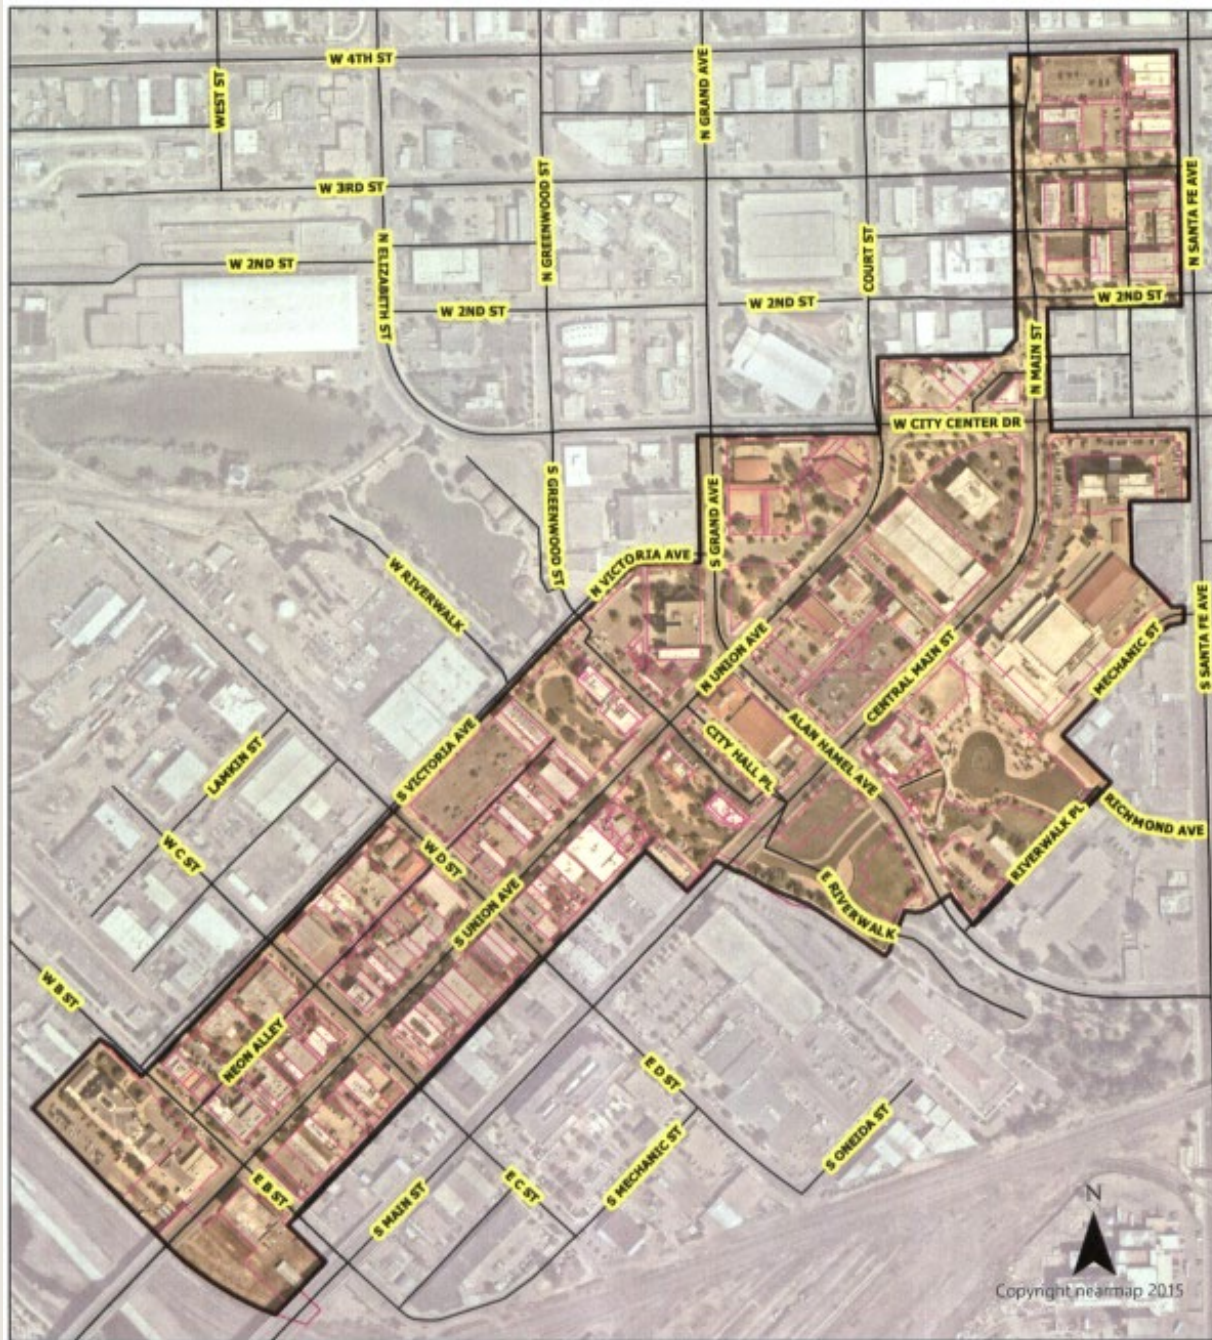 W 4TH ST
WEST ST
N GRAND AVE
W 3RD ST
N GREENWOOD ST
N SANTA FE AVE
N ELIZABETH ST
COURT ST
W 2ND ST
W 2ND ST
W 2ND ST
W 2ND ST
N MAIN ST
W CITY CENTER DR
S GREENWOOD ST
S GRAND AVE
N VICTORIA AVE
W RIVERWALK
N UNION AVE
CENTRAL MAIN ST
MECHANIC ST
S SANTA FE AVE
LAMKIN ST
S VICTORIA AVE
CITY HALL PL
ALAN HAMEL AVE
RIVERWALK PL
RICHMOND AVE
W C ST
W D ST
S UNION AVE
E RIVERWALK
W B ST
NEON ALLEY
E D ST
S ONEIDA ST
E B ST
S MAIN ST
E C ST
S MECHANIC ST
N
Copyright nearmap 2015